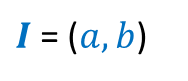 I = (a, b)